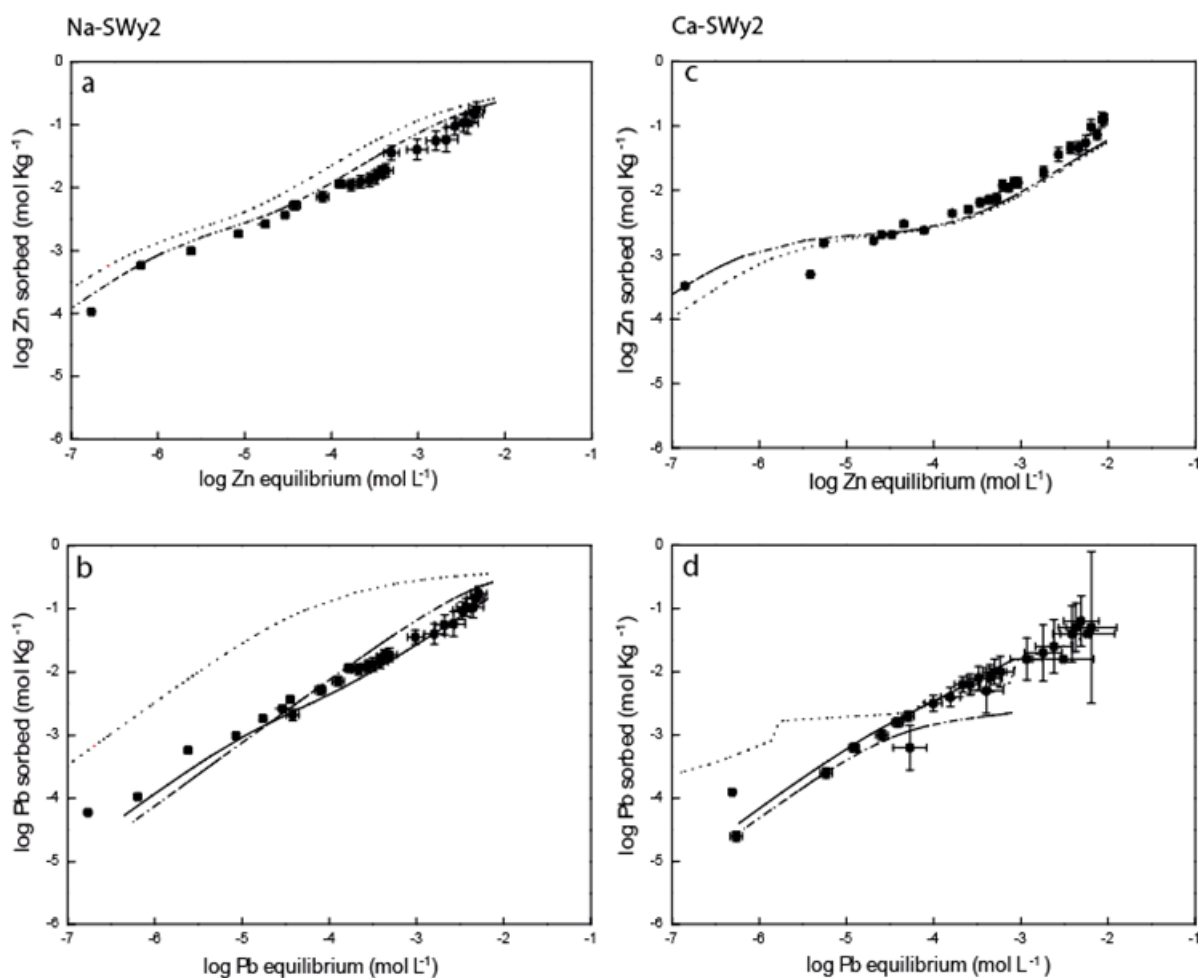 Na-SWy2
Ca-SWy2
a
0
-1
-2
-3
-4
-5
-6
log Zn sorbed (mol Kg⁻¹)
-7 -6 -5 -4 -3 -2 -1
log Zn equilibrium (mol L⁻¹)
c
0
-1
-2
-3
-4
-5
-6
log Zn sorbed (mol Kg⁻¹)
-7 -6 -5 -4 -3 -2 -1
log Zn equilibrium (mol L⁻¹)
b
0
-1
-2
-3
-4
-5
-6
log Pb sorbed (mol Kg⁻¹)
-7 -6 -5 -4 -3 -2 -1
log Pb equilibrium (mol L⁻¹)
d
0
-1
-2
-3
-4
-5
-6
log Pb sorbed (mol Kg⁻¹)
-7 -6 -5 -4 -3 -2 -1
log Pb equilibrium (mol L⁻¹)